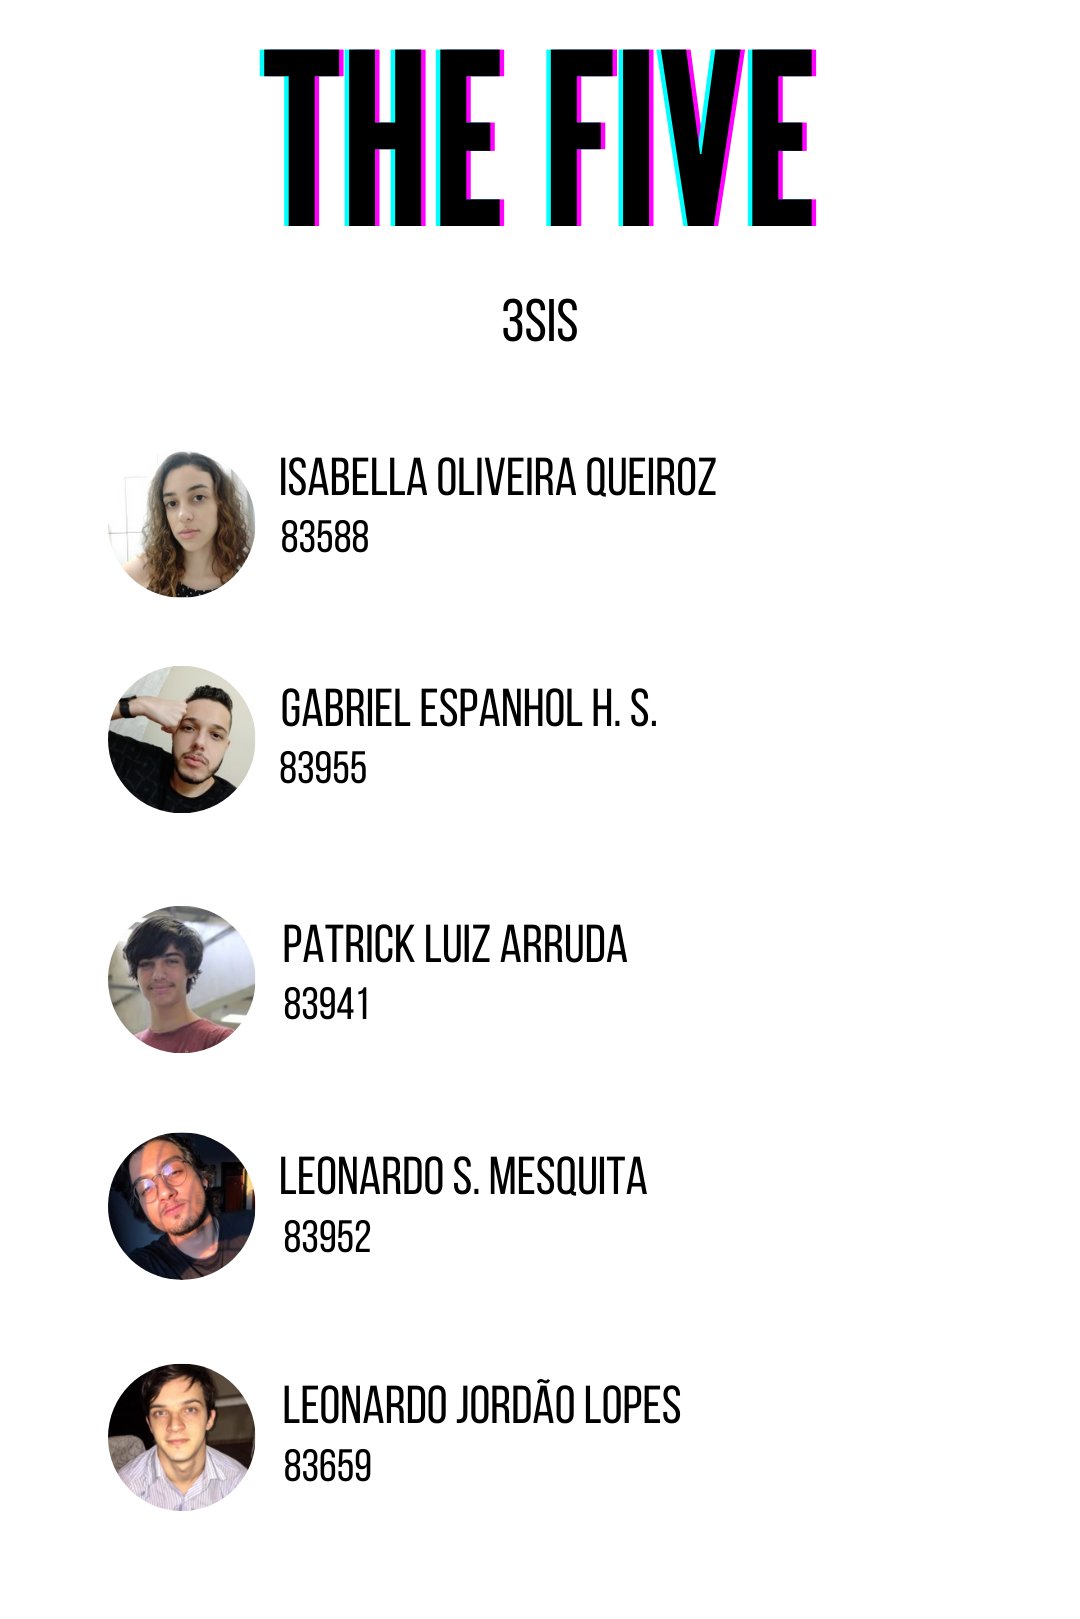 THE FIVE
3SIS
ISABELLA OLIVEIRA QUEIROZ
83588
GABRIEL ESPANHOL H. S.
83955
PATRICK LUIZ ARRUDA
83941
LEONARDO S. MESQUITA
83952
LEONARDO JORDÃO LOPES
83659